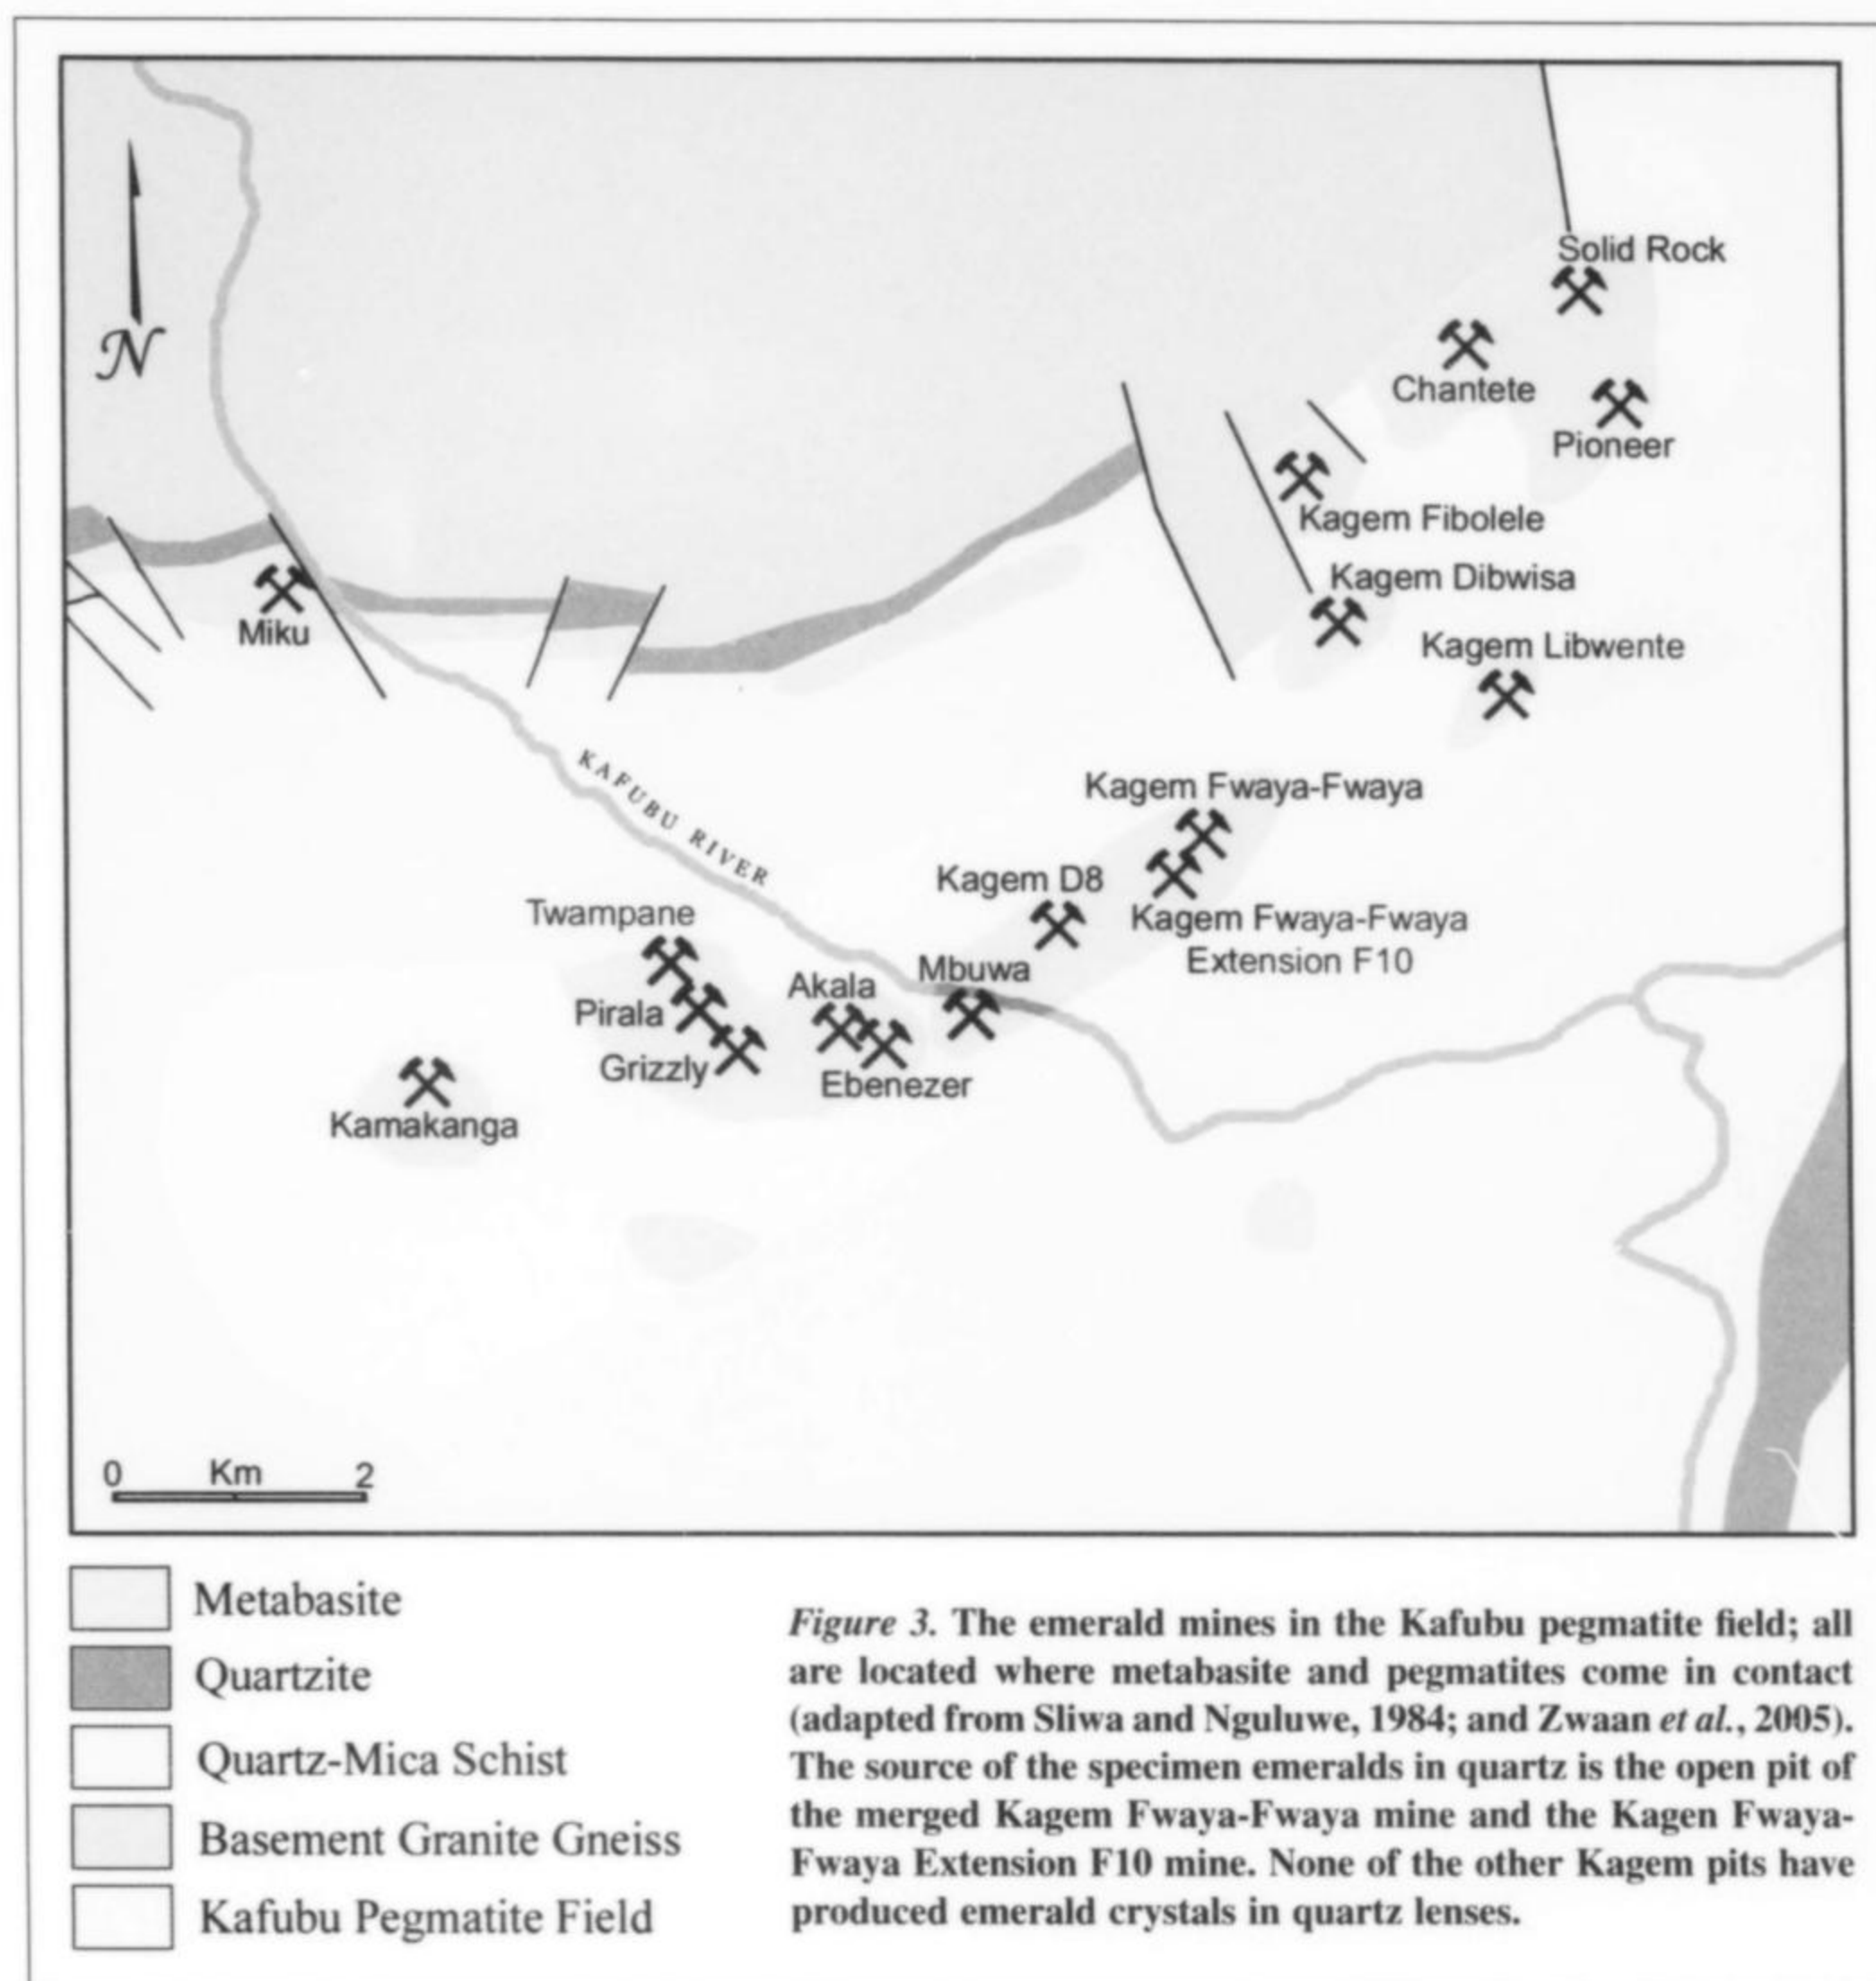 N
Solid Rock
Chantete
Pioneer
Kagem Fibolele
Kagem Dibwisa
Miku
Kagem Libwente
KAFUBU RIVER
Kagem Fwaya-Fwaya
Kagem D8
Kagem Fwaya-Fwaya
Extension F10
Twampane
Mbuwa
Akala
Pirala
Grizzly
Ebenezer
Kamakanga
0 Km 2
Metabasite
Quartzite
Quartz-Mica Schist
Basement Granite Gneiss
Kafubu Pegmatite Field
Figure 3. The emerald mines in the Kafubu pegmatite field; all
are located where metabasite and pegmatites come in contact
(adapted from Sliwa and Nguluwe, 1984; and Zwaan et al., 2005).
The source of the specimen emeralds in quartz is the open pit of
the merged Kagem Fwaya-Fwaya mine and the Kagen Fwaya-
Fwaya Extension F10 mine. None of the other Kagem pits have
produced emerald crystals in quartz lenses.